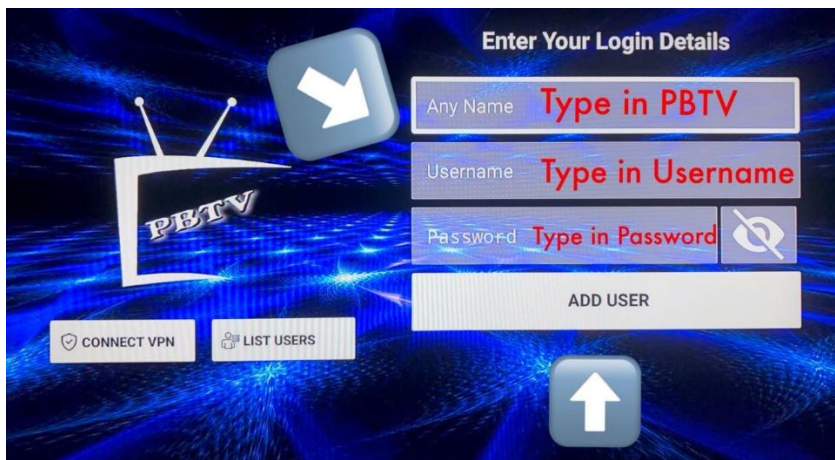 Enter Your Login Details
Any Name Type in PBTV
Username Type in Username
Password Type in Password
ADD USER
PBTV
CONNECT VPN
LIST USERS